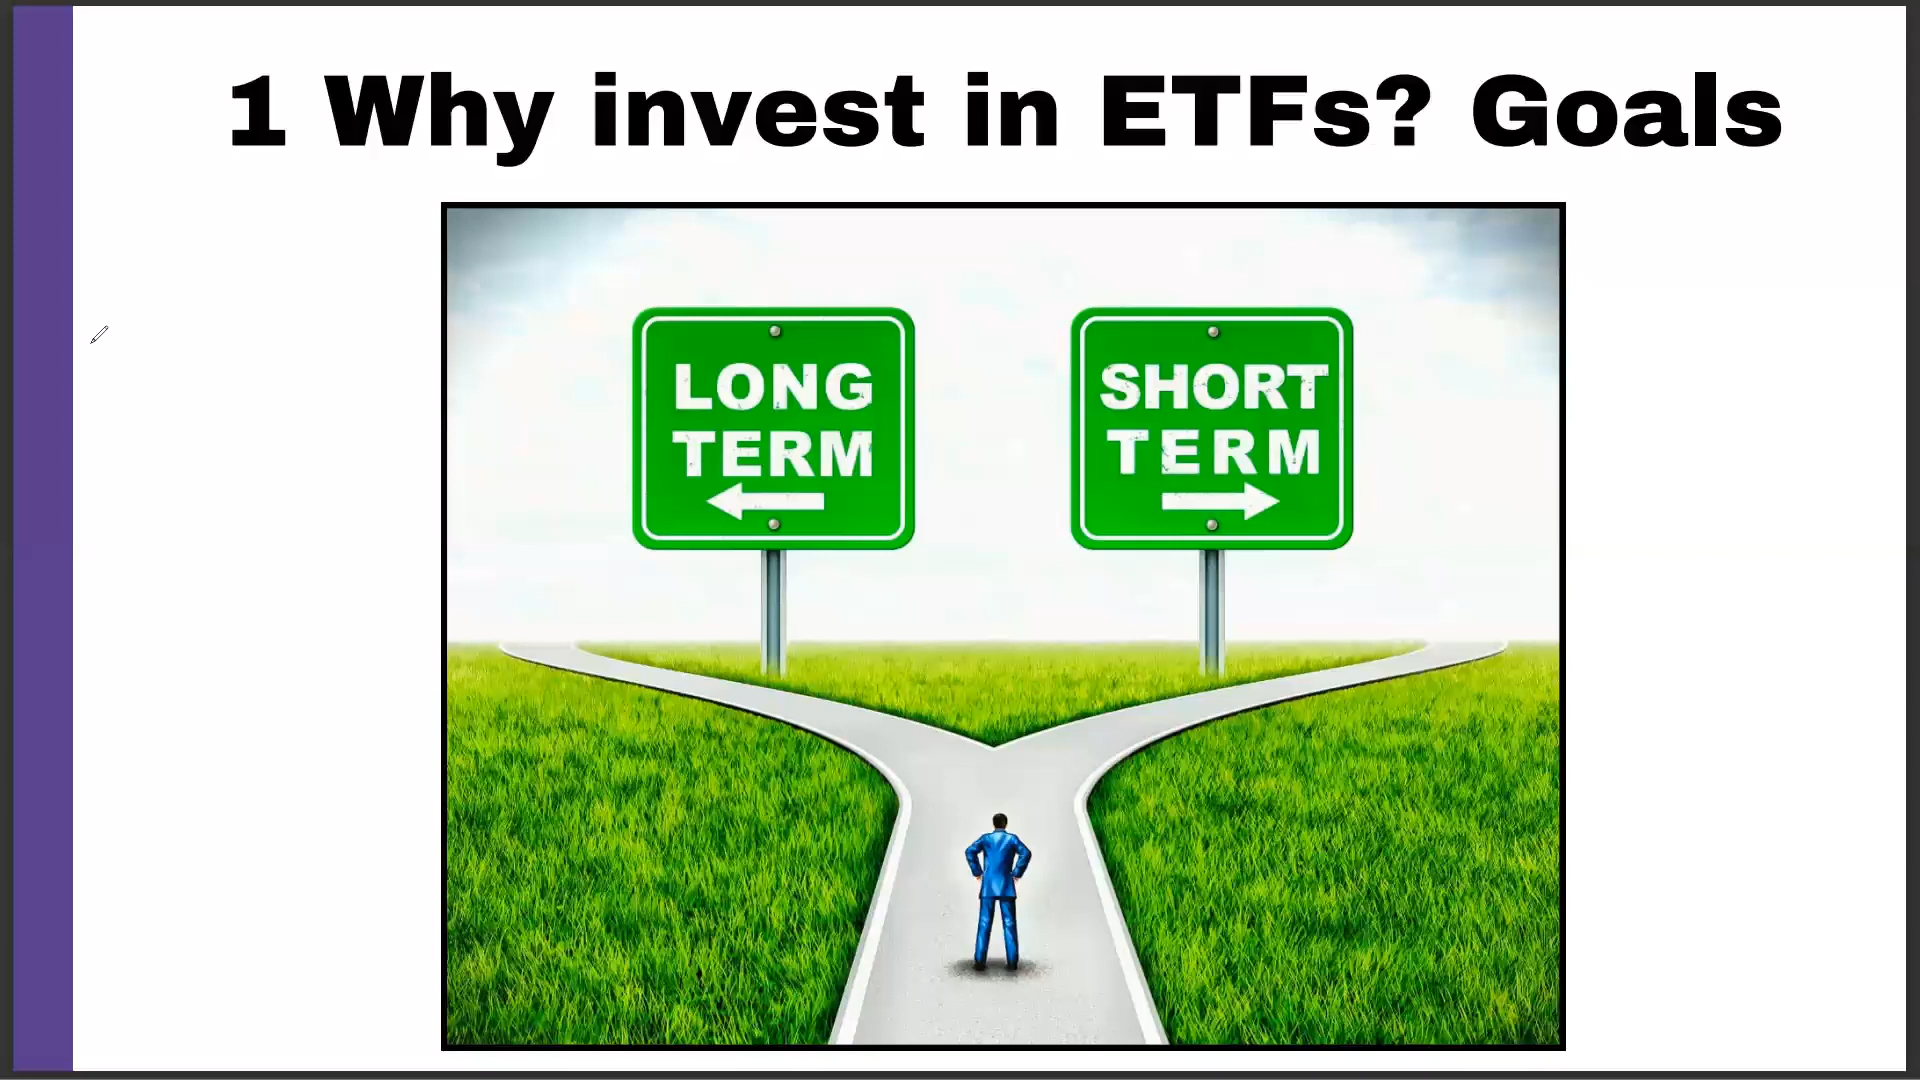 1 Why invest in ETFs? Goals
LONG
TERM
SHORT
TERM